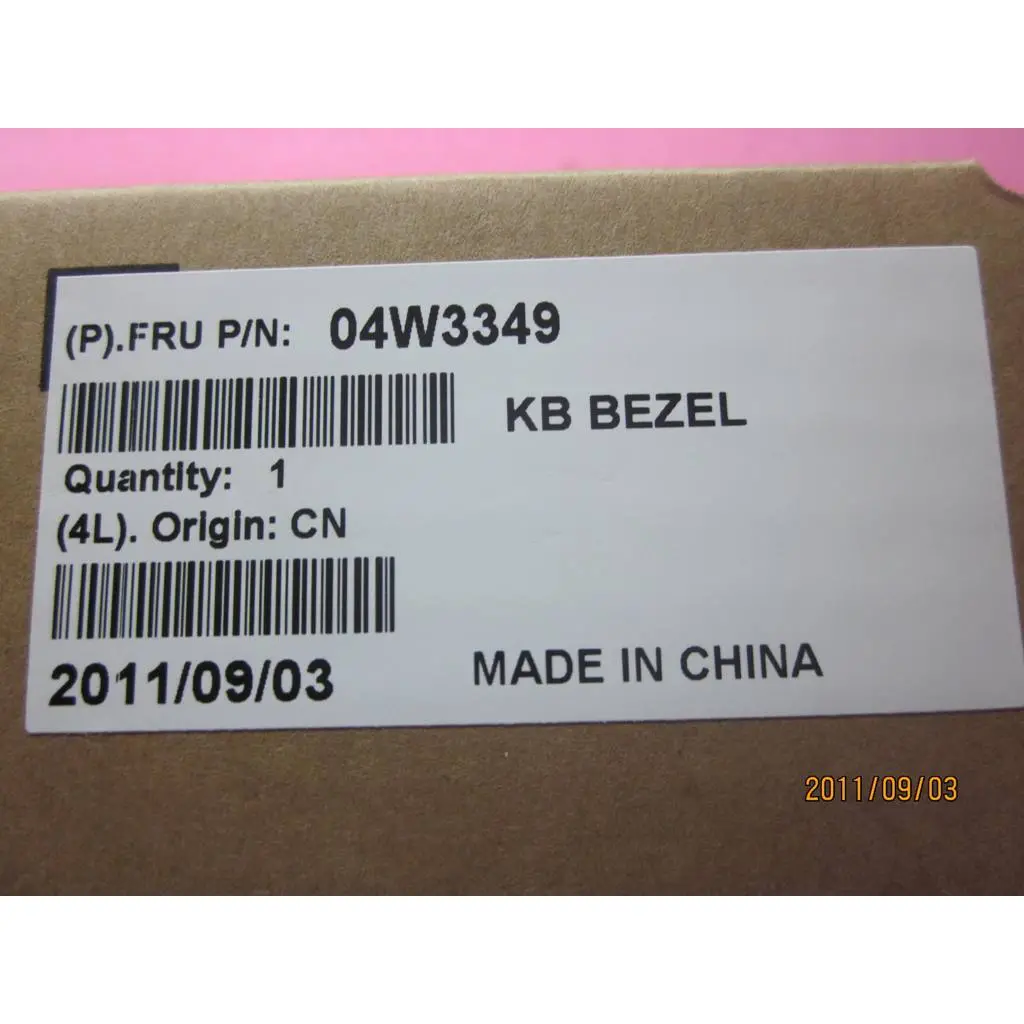 (P).FRU P/N: 04W3349
KB BEZEL
Quantity: 1
(4L). Origin: CN
2011/09/03
MADE IN CHINA
2011/09/03